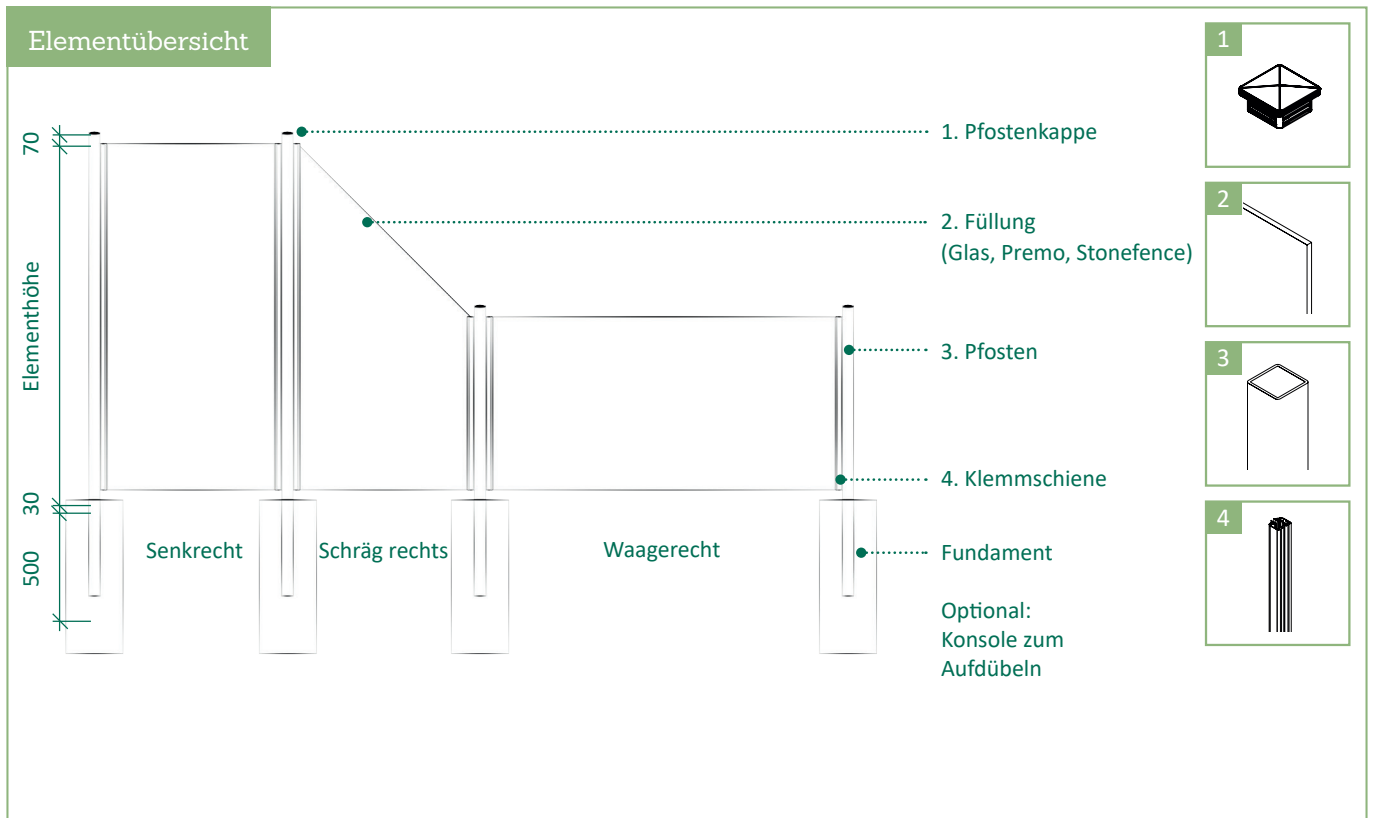 Elementübersicht
70
Elementhöhe
30
500
Senkrecht
Schräg rechts
Waagerecht
1. Pfostenkappe
2. Füllung
(Glas, Premo, Stonefence)
3. Pfosten
4. Klemmschiene
Fundament
Optional:
Konsole zum
Aufdübeln
1
2
3
4